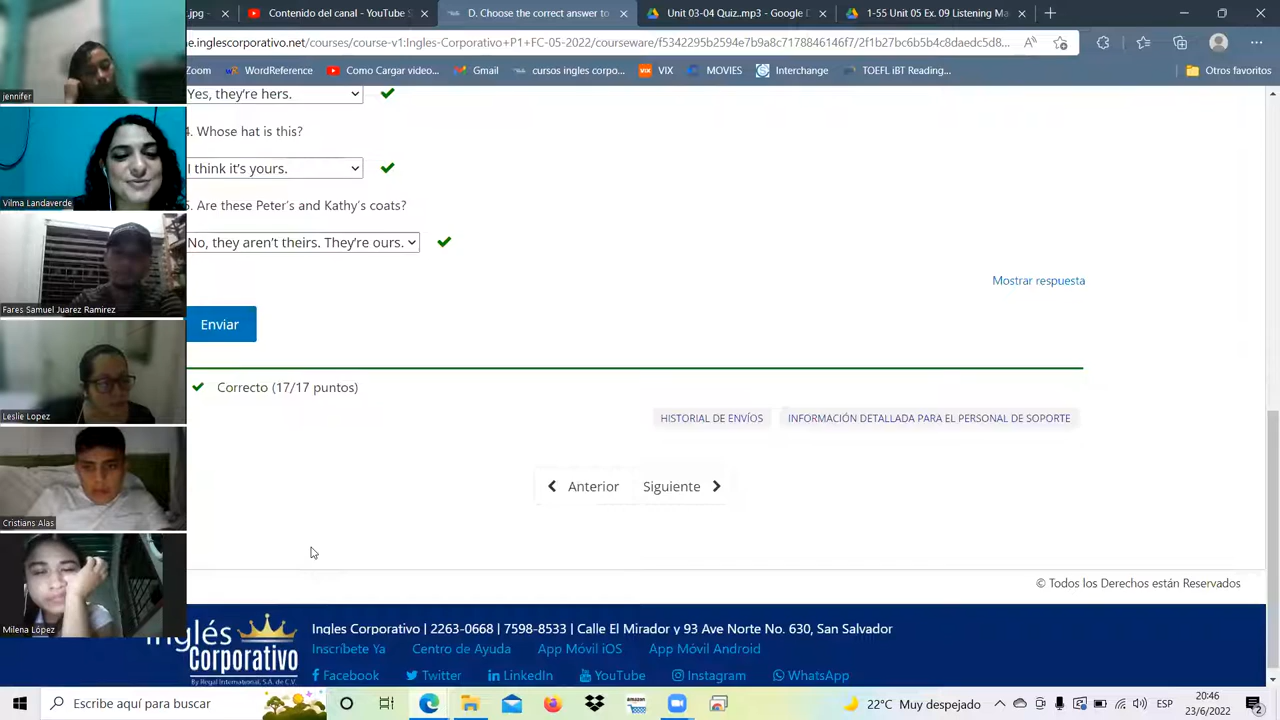 .jpg
Contenido del canal - YouTube S
D. Choose the correct answer to
Unit 03-04 Quiz..mp3 - Google D
1-55 Unit 05 Ex. 09 Listening Ma
se.inglescorporativo.net/courses/course-v1:Ingles-Corporativo+P1+FC-05-2022/courseware/f5342295b2594e7b9a8c7178846146f7/2f1b21bc6b5b4c8daedc5d8...
Zoom
WordReference
Como Cargar video...
Gmail
cursos ingles corpo...
VIX
MOVIES
Interchange
TOEFL iBT Reading...
Otros favoritos
jennifer
Vilma Landaverde
Fares Samuel Juarez Ramirez
Leslie Lopez
Cristians Alas
Milena López
Yes, they're hers.
4. Whose hat is this?
I think it's yours.
5. Are these Peter's and Kathy's coats?
No, they aren't theirs. They're ours.
Mostrar respuesta
Enviar
Correcto (17/17 puntos)
HISTORIAL DE ENVÍOS
INFORMACIÓN DETALLADA PARA EL PERSONAL DE SOPORTE
Anterior
Siguiente
© Todos los Derechos están Reservados
Inglés
Corporativo
By Regal International, S.A. de C.V.
Ingles Corporativo | 2263-0668 | 7598-8533 | Calle El Mirador y 93 Ave Norte No. 630, San Salvador
Inscríbete Ya
Centro de Ayuda
App Móvil iOS
App Móvil Android
Facebook
Twitter
LinkedIn
YouTube
Instagram
WhatsApp
Escribe aquí para buscar
amazon
22°C Muy despejado
ESP
20:46
23/6/2022
2